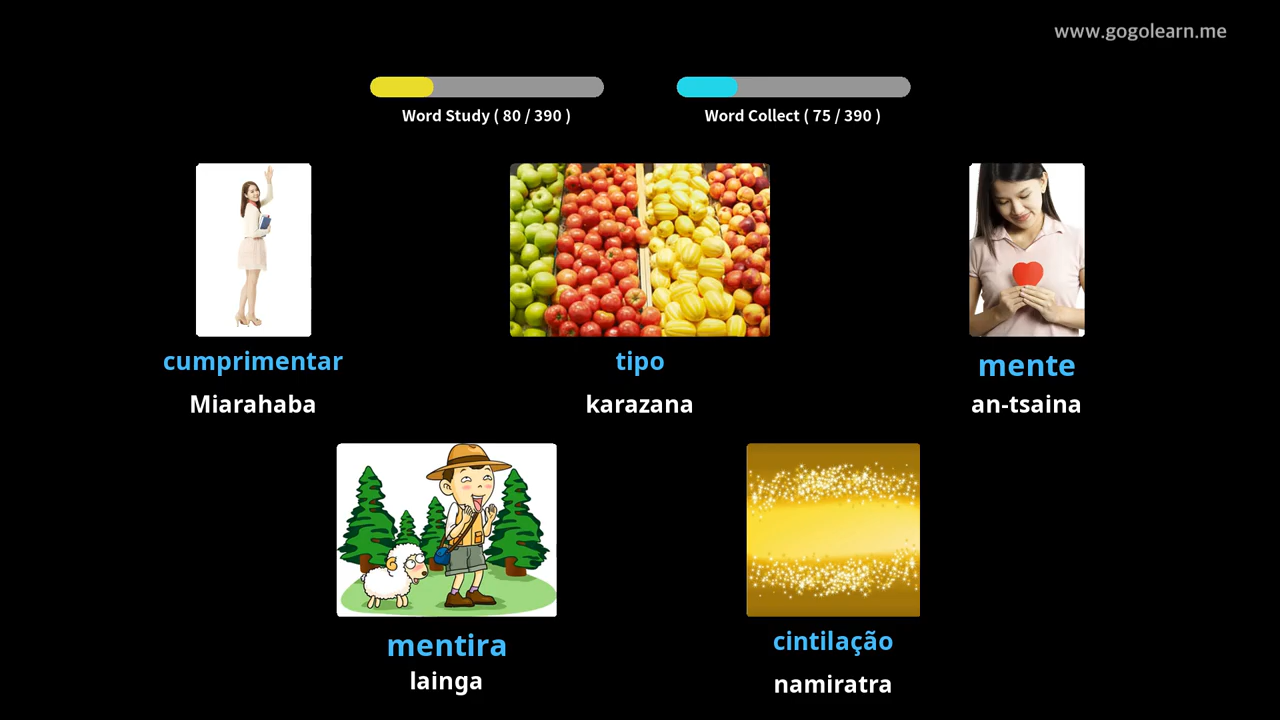 www.gogolearn.me
Word Study ( 80 / 390 )
Word Collect ( 75 / 390 )
cumprimentar
Miarahaba
tipo
karazana
mente
an-tsaina
mentira
lainga
cintilação
namiratra